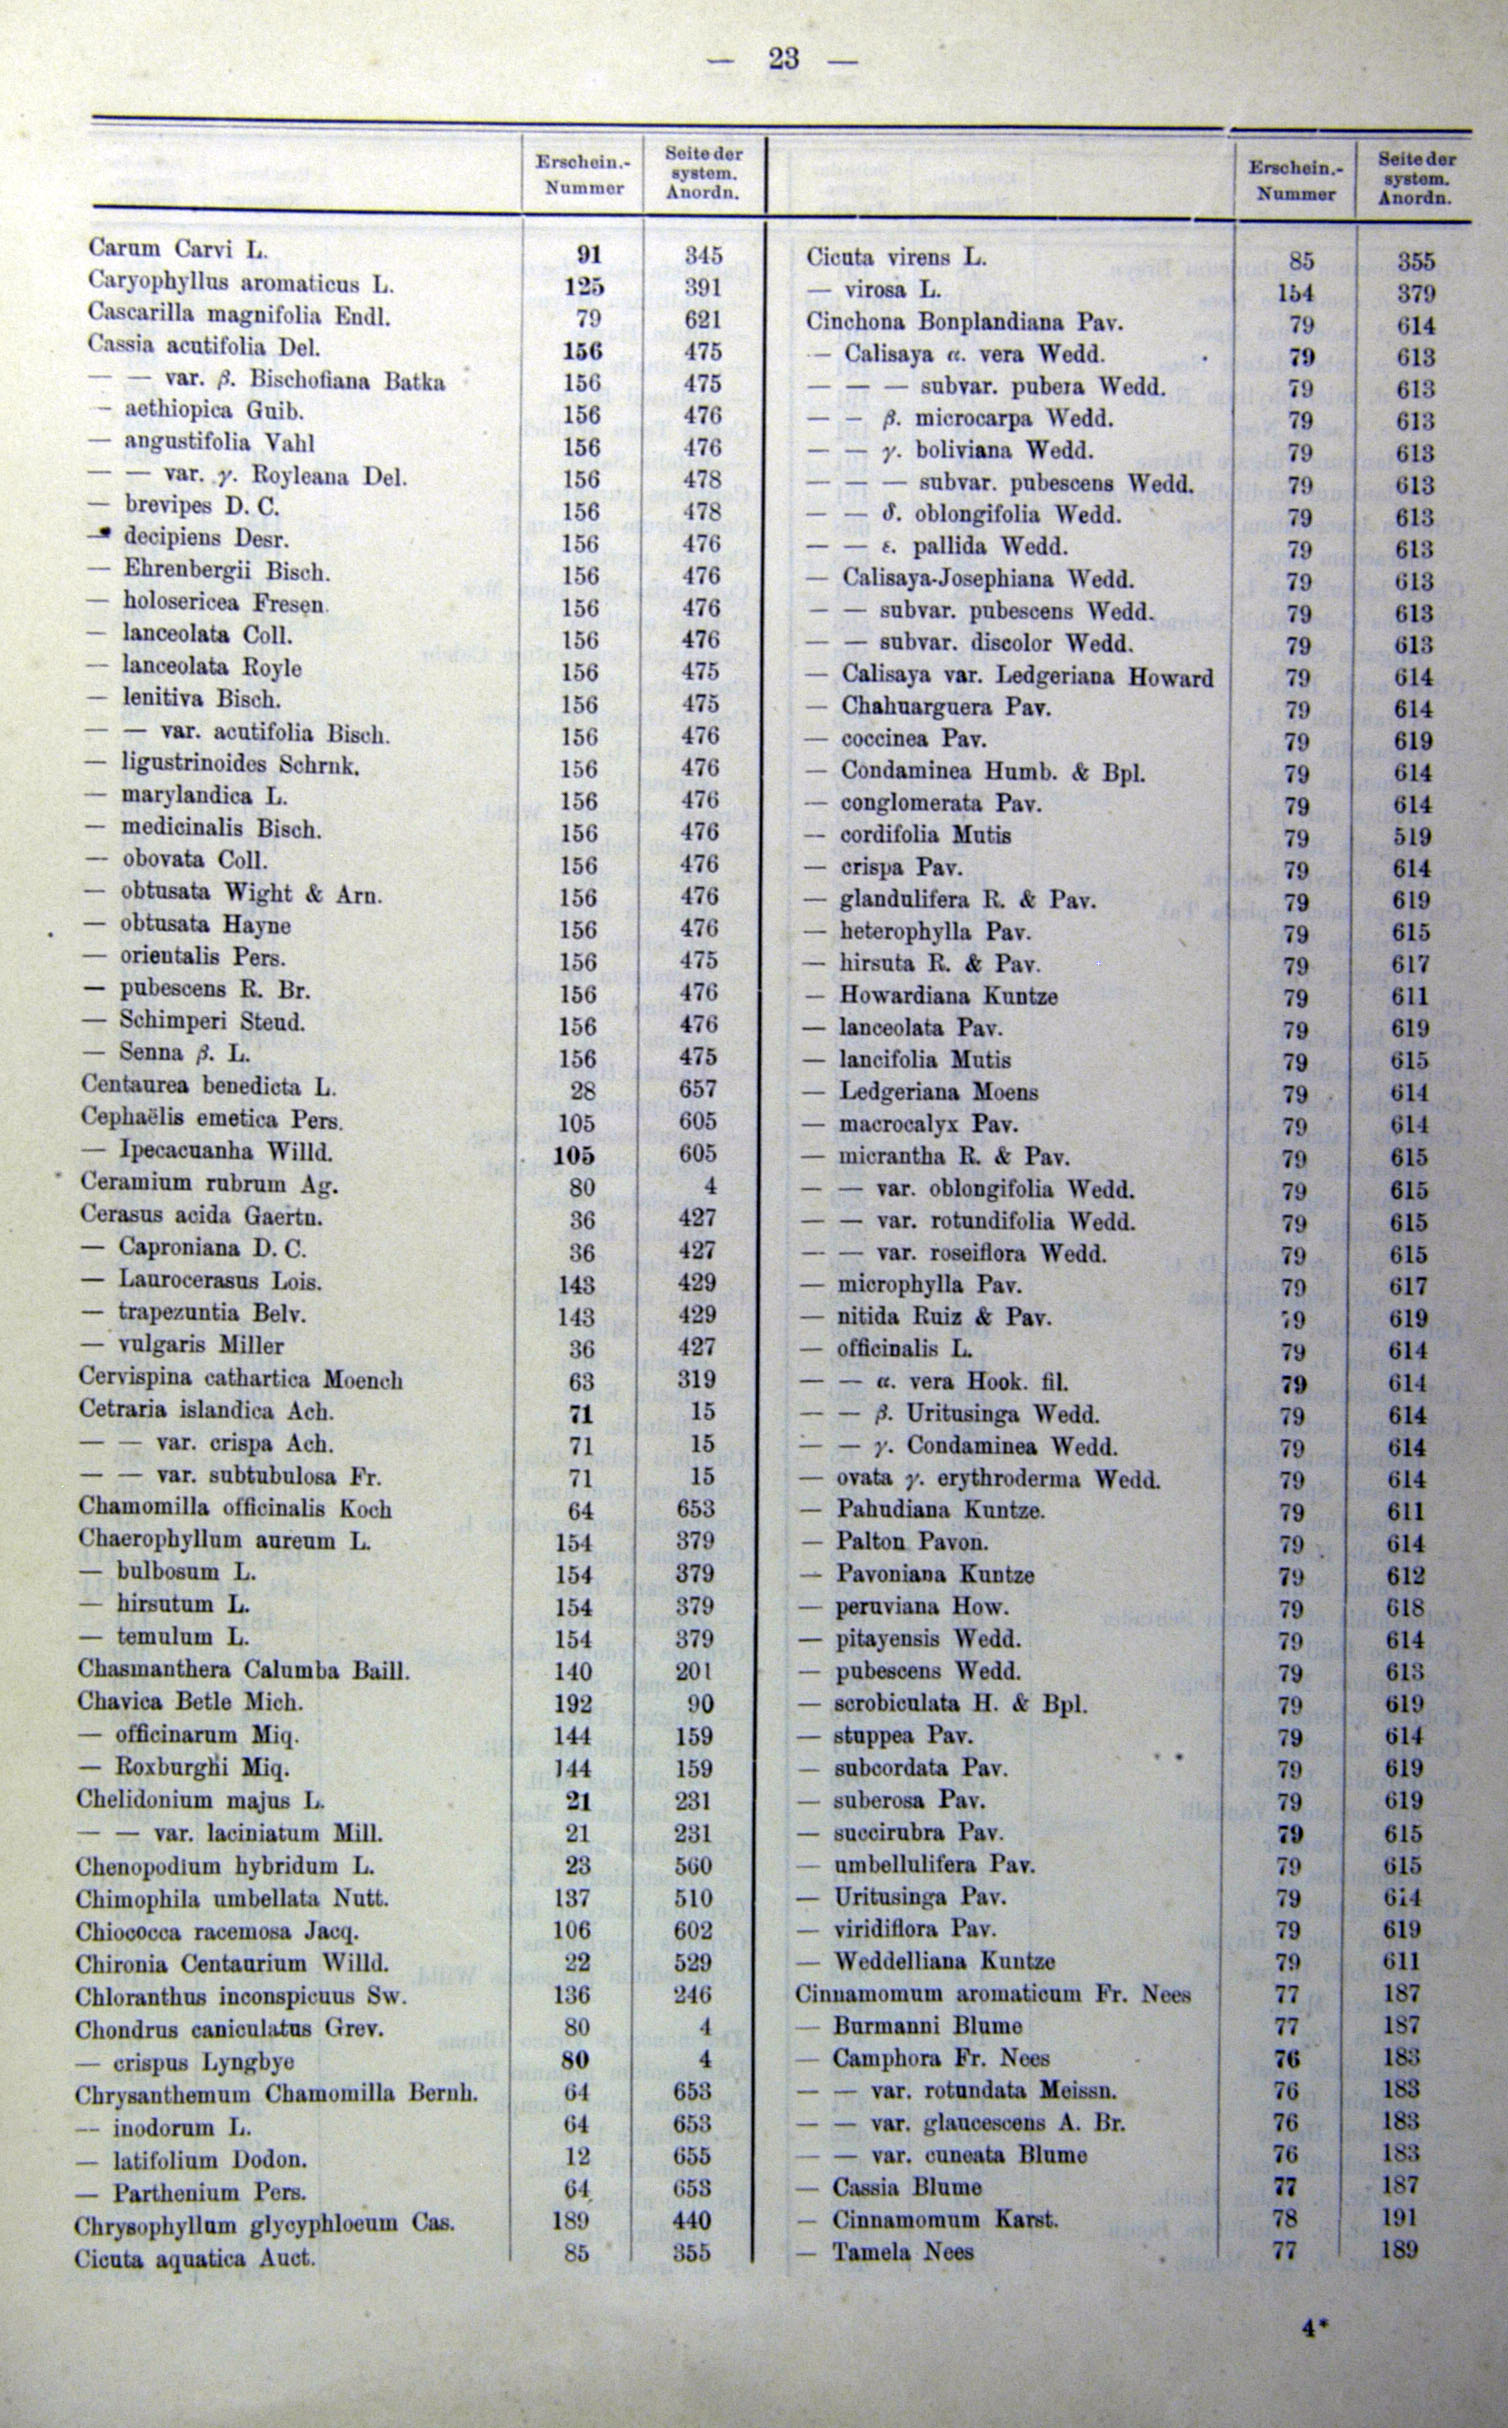 — 23 —
Erschein.-
Nummer
Seite der
system.
Anordn.
Erschein.-
Nummer
Seite der
system.
Anordn.
Carum Carvi L. 91 345
Caryophyllus aromaticus L. 125 391
Cascarilla magnifolia Endl. 79 621
Cassia acutifolia Del. 156 475
— — var. β. Bischofiana Batka 156 475
— aethiopica Guib. 156 476
— angustifolia Vahl 156 476
— — var. γ. Royleana Del. 156 478
— brevipes D. C. 156 478
— decipiens Desr. 156 476
— Ehrenbergii Bisch. 156 476
— holosericea Fresen. 156 476
— lanceolata Coll. 156 476
— lanceolata Royle 156 475
— lenitiva Bisch. 156 475
— — var. acutifolia Bisch. 156 476
— ligustrinoides Schrnk. 156 476
— marylandica L. 156 476
— medicinalis Bisch. 156 476
— obovata Coll. 156 476
— obtusata Wight & Arn. 156 476
— obtusata Hayne 156 476
— orientalis Pers. 156 475
— pubescens R. Br. 156 476
— Schimperi Steud. 156 476
— Senna β. L. 156 475
Centaurea benedicta L. 28 657
Cephaëlis emetica Pers. 105 605
— Ipecacuanha Willd. 105 605
Ceramium rubrum Ag. 80 4
Cerasus acida Gaertn. 36 427
— Caproniana D. C. 36 427
— Laurocerasus Lois. 143 429
— trapezuntia Belv. 143 429
— vulgaris Miller 36 427
Cervispina cathartica Moench 63 319
Cetraria islandica Ach. 71 15
— — var. crispa Ach. 71 15
— — var. subtubulosa Fr. 71 15
Chamomilla officinalis Koch 64 653
Chaerophyllum aureum L. 154 379
— bulbosum L. 154 379
— hirsutum L. 154 379
— temulum L. 154 379
Chasmanthera Calumba Baill. 140 201
Chavica Betle Mich. 192 90
— officinarum Miq. 144 159
— Roxburghi Miq. 144 159
Chelidonium majus L. 21 231
— — var. laciniatum Mill. 21 231
Chenopodium hybridum L. 23 560
Chimophila umbellata Nutt. 137 510
Chiococca racemosa Jacq. 106 602
Chironia Centaurium Willd. 22 529
Chloranthus inconspicuus Sw. 136 246
Chondrus caniculatus Grev. 80 4
— crispus Lyngbye 80 4
Chrysanthemum Chamomilla Bernh. 64 653
— inodorum L. 64 653
— latifolium Dodon. 12 655
— Parthenium Pers. 64 653
Chrysophyllum glycyphloeum Cas. 189 440
Cicuta aquatica Auct. 85 355
Cicuta virens L. 85 355
— virosa L. 154 379
Cinchona Bonplandiana Pav. 79 614
— Calisaya α. vera Wedd. 79 613
— — — subvar. pubera Wedd. 79 613
— — β. microcarpa Wedd. 79 613
— — γ. boliviana Wedd. 79 613
— — — subvar. pubescens Wedd. 79 613
— — δ. oblongifolia Wedd. 79 613
— — ε. pallida Wedd. 79 613
— Calisaya-Josephiana Wedd. 79 613
— — subvar. pubescens Wedd. 79 613
— — subvar. discolor Wedd. 79 613
— Calisaya var. Ledgeriana Howard 79 614
— Chahuarguera Pav. 79 614
— coccinea Pav. 79 619
— Condaminea Humb. & Bpl. 79 614
— conglomerata Pav. 79 614
— cordifolia Mutis 79 519
— crispa Pav. 79 614
— glandulifera R. & Pav. 79 619
— heterophylla Pav. 79 615
— hirsuta R. & Pav. 79 617
— Howardiana Kuntze 79 611
— lanceolata Pav. 79 619
— lancifolia Mutis 79 615
— Ledgeriana Moens 79 614
— macrocalyx Pav. 79 614
— micrantha R. & Pav. 79 615
— — var. oblongifolia Wedd. 79 615
— — var. rotundifolia Wedd. 79 615
— — var. roseiflora Wedd. 79 615
— microphylla Pav. 79 617
— nitida Ruiz & Pav. 79 619
— officinalis L. 79 614
— — α. vera Hook. fil. 79 614
— — β. Uritusinga Wedd. 79 614
— — γ. Condaminea Wedd. 79 614
— ovata γ. erythroderma Wedd. 79 614
— Pahudiana Kuntze. 79 611
— Palton Pavon. 79 614
— Pavoniana Kuntze 79 612
— peruviana How. 79 618
— pitayensis Wedd. 79 614
— pubescens Wedd. 79 613
— scrobiculata H. & Bpl. 79 619
— stuppea Pav. 79 614
— subcordata Pav. 79 619
— suberosa Pav. 79 619
— succirubra Pav. 79 615
— umbellulifera Pav. 79 615
— Uritusinga Pav. 79 614
— viridiflora Pav. 79 619
— Weddelliana Kuntze 79 611
Cinnamomum aromaticum Fr. Nees 77 187
— Burmanni Blume 77 187
— Camphora Fr. Nees 76 183
— — var. rotundata Meissn. 76 183
— — var. glaucescens A. Br. 76 183
— — var. cuneata Blume 76 183
— Cassia Blume 77 187
— Cinnamomum Karst. 78 191
— Tamela Nees 77 189
4*